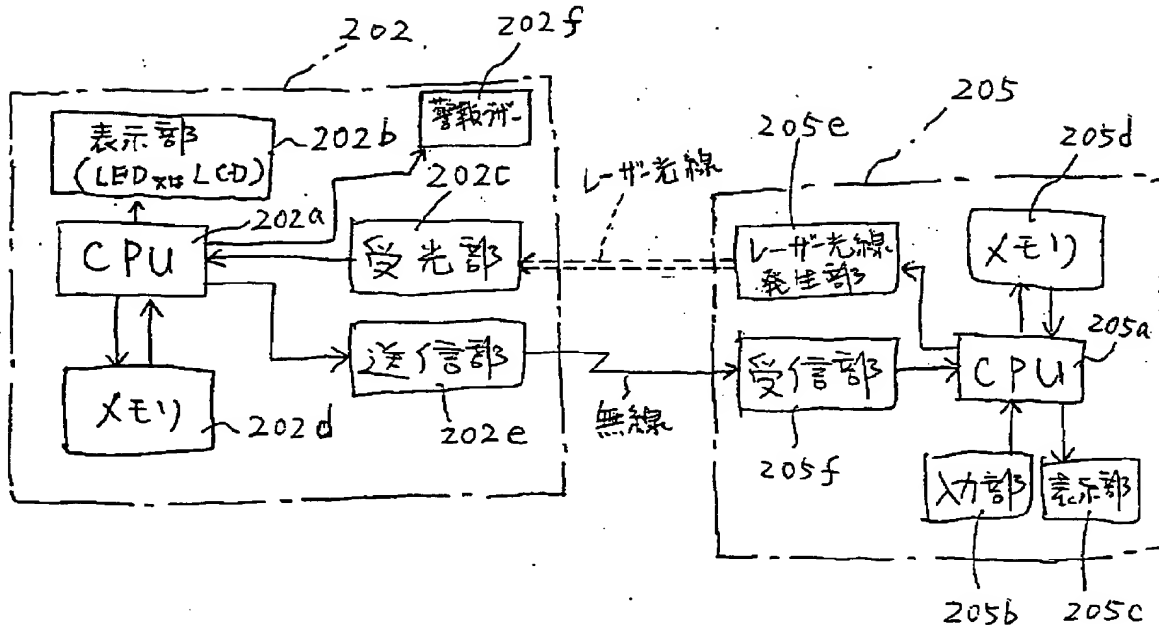 202
202f
警報ブザー
表示部
(LED又はLCD)
202b
202c
202a
CPU
受光部
メモリ
202d
送信部
202e
レーザー光線
無線
205
205e
205d
レーザー光線
発生部
メモリ
205a
受信部
CPU
205f
入力部
表示部
205b
205c